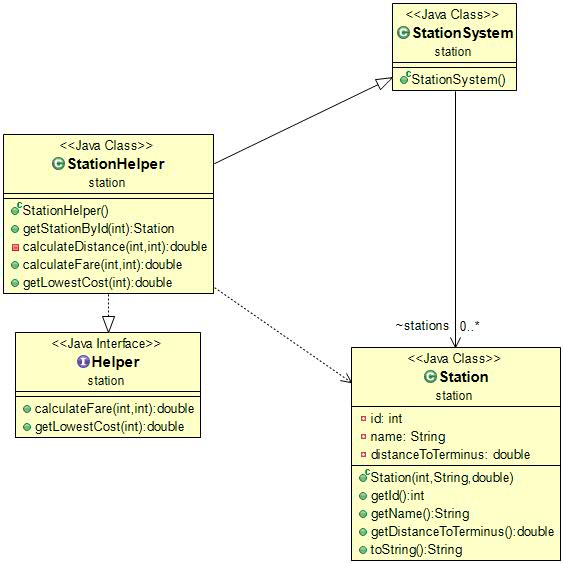 <<Java Class>>
StationSystem
station
StationSystem()
<<Java Class>>
StationHelper
station
StationHelper()
getStationById(int):Station
calculateDistance(int,int):double
calculateFare(int,int):double
getLowestCost(int):double
<<Java Interface>>
Helper
station
calculateFare(int,int):double
getLowestCost(int):double
~stations 0..*
<<Java Class>>
Station
station
id: int
name: String
distanceToTerminus: double
Station(int,String,double)
getId():int
getName():String
getDistanceToTerminus():double
toString():String